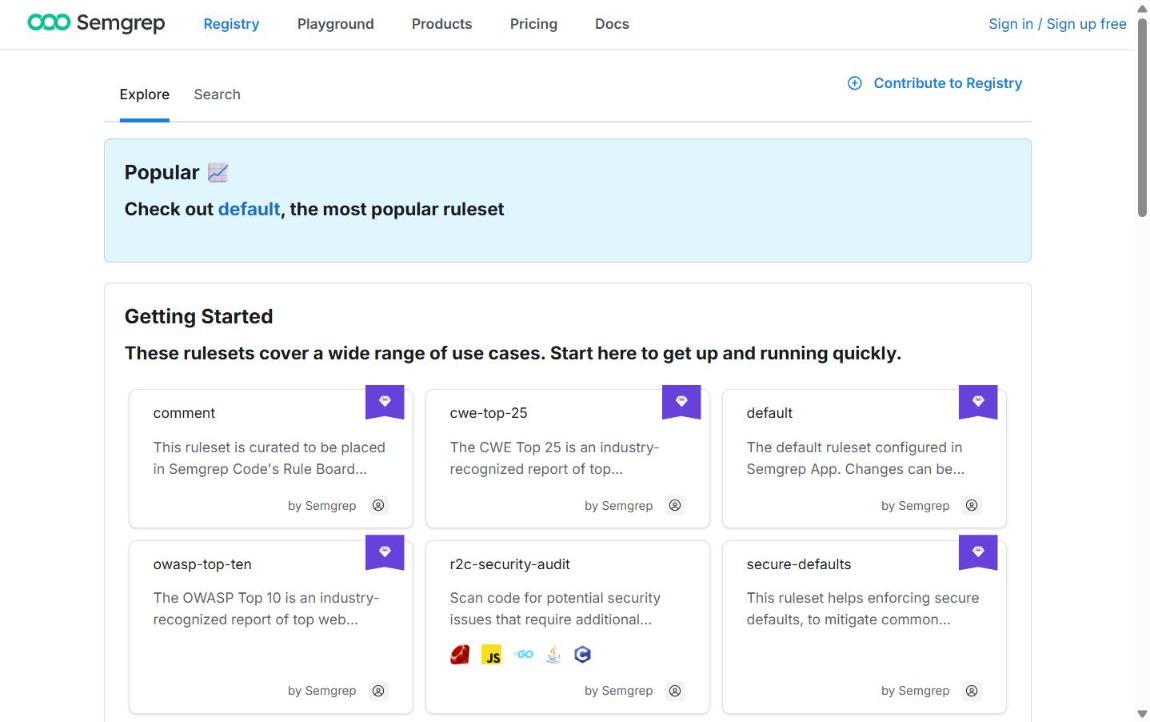 Semgrep
Registry
Playground
Products
Pricing
Docs
Sign in / Sign up free
Explore
Search
Contribute to Registry
Popular
Check out default, the most popular ruleset
Getting Started
These rulesets cover a wide range of use cases. Start here to get up and running quickly.
comment
This ruleset is curated to be placed
in Semgrep Code's Rule Board...
by Semgrep
cwe-top-25
The CWE Top 25 is an industry-
recognized report of top...
by Semgrep
default
The default ruleset configured in
Semgrep App. Changes can be...
by Semgrep
owasp-top-ten
The OWASP Top 10 is an industry-
recognized report of top web...
by Semgrep
r2c-security-audit
Scan code for potential security
issues that require additional...
JS
GO
C
by Semgrep
secure-defaults
This ruleset helps enforcing secure
defaults, to mitigate common...
by Semgrep